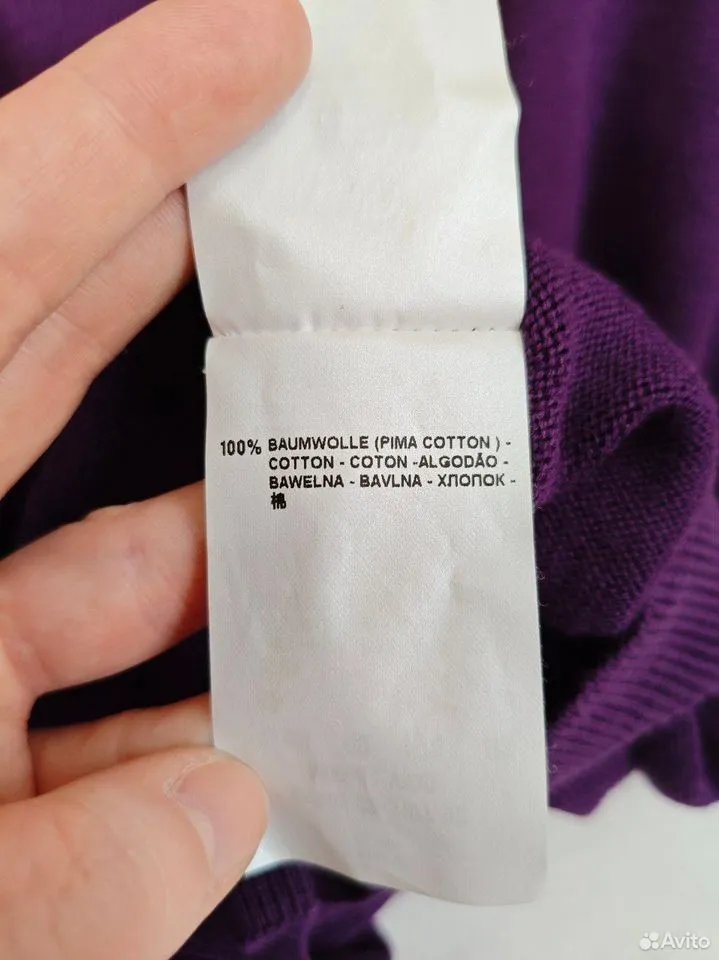 100% BAUMWOLLE (PIMA COTTON ) -
COTTON - COTON -ALGODÃO -
BAWELNA - BAVLNA - ХЛОПОК -
棉
Avito